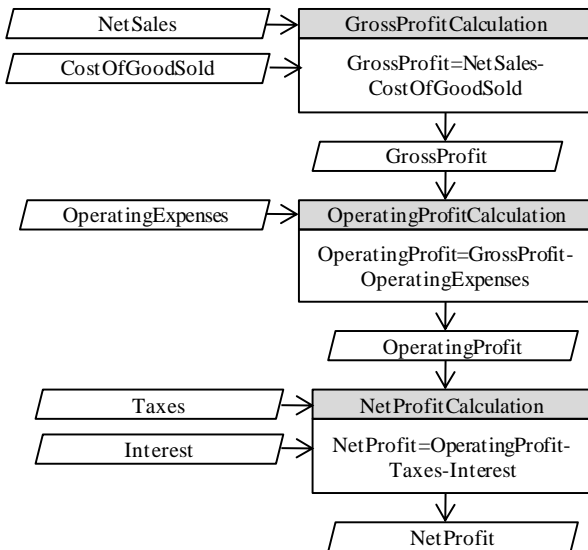 NetSales
GrossProfitCalculation
CostOfGoodSold
GrossProfit=NetSales-
CostOfGoodSold
GrossProfit
OperatingExpenses
OperatingProfitCalculation
OperatingProfit=GrossProfit-
OperatingExpenses
OperatingProfit
Taxes
NetProfitCalculation
Interest
NetProfit=OperatingProfit-
Taxes-Interest
NetProfit